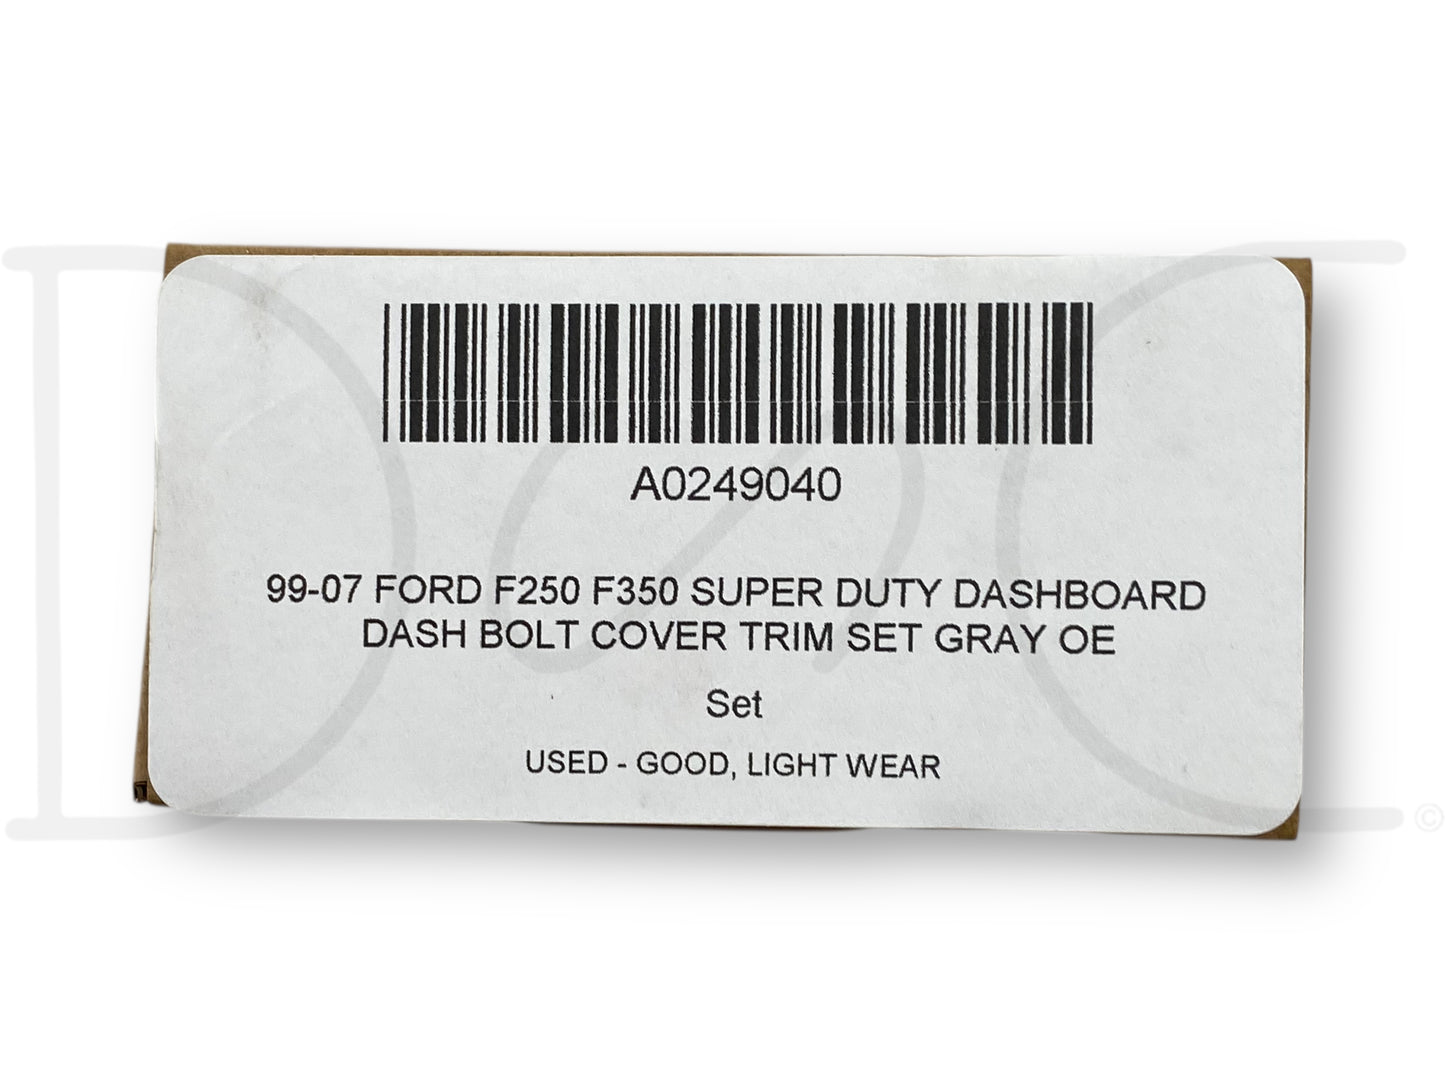 A0249040
99-07 FORD F250 F350 SUPER DUTY DASHBOARD
DASH BOLT COVER TRIM SET GRAY OE
Set
USED - GOOD, LIGHT WEAR
D C
©